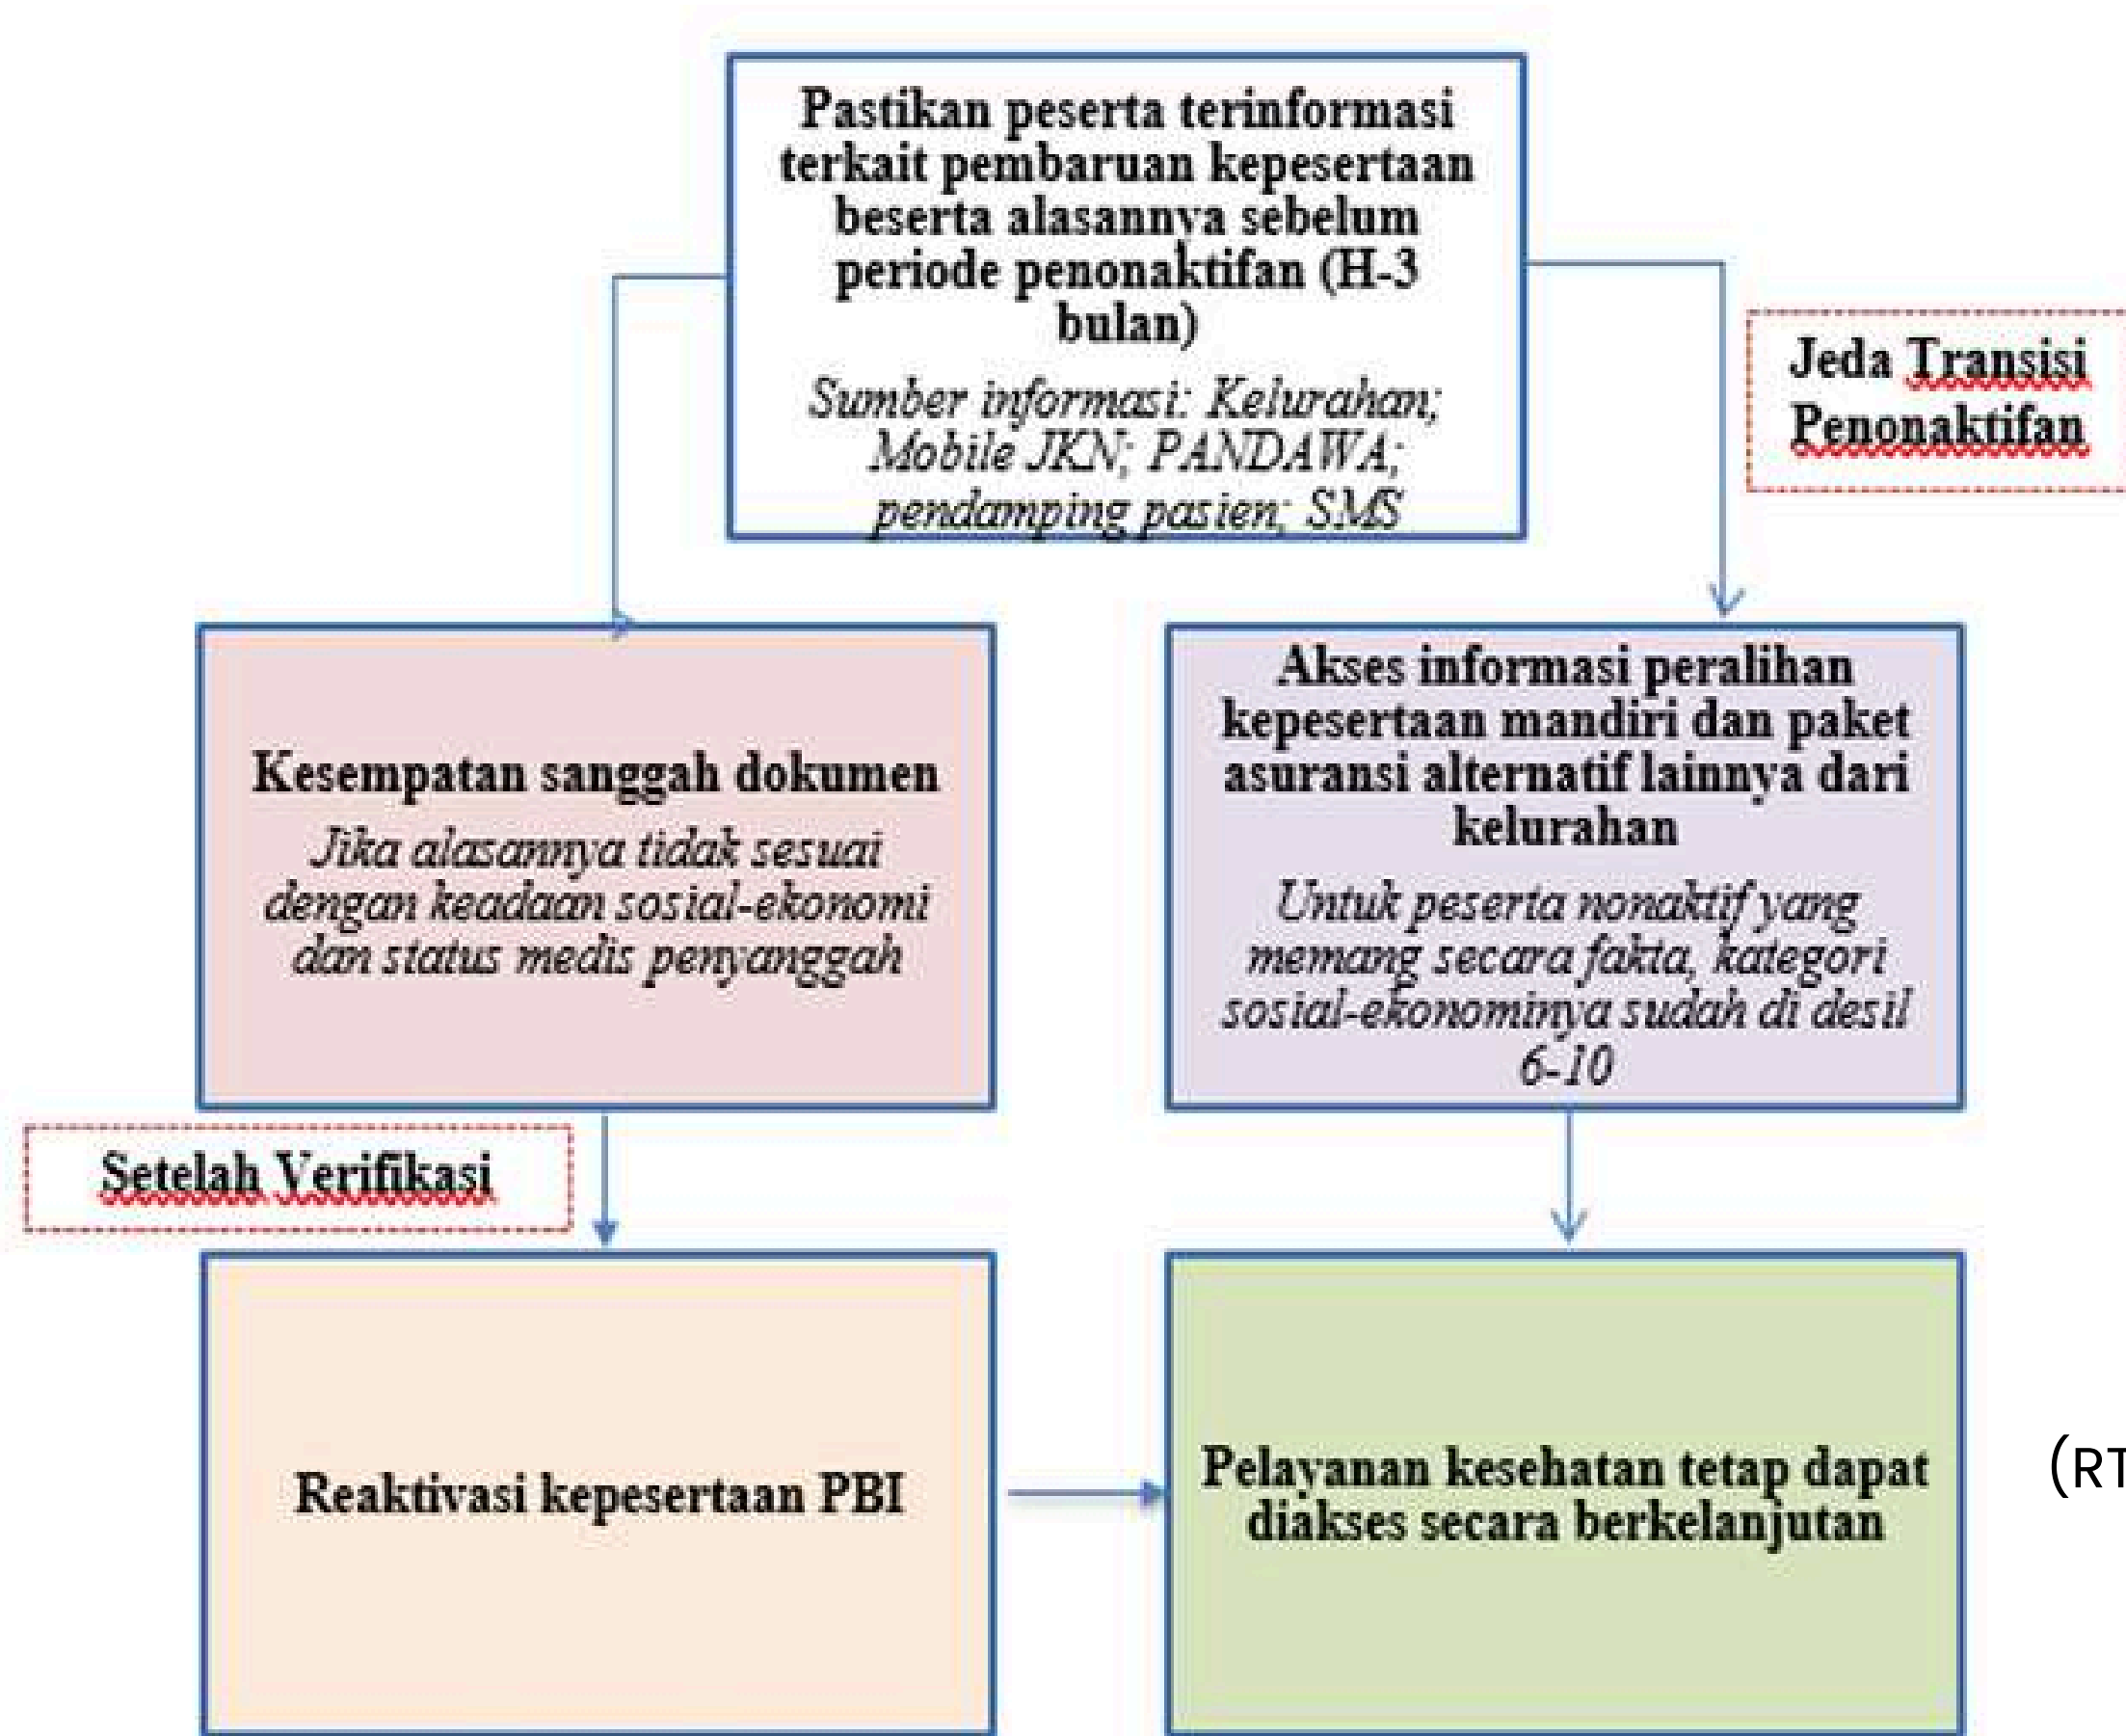 Pastikan peserta terinformasi
terkait pembaruan kepesertaan
beserta alasannya sebelum
periode penonaktifan (H-3
bulan)
Sumber informasi: Kelurahan;
Mobile JKN; PANDAWA;
pendamping pasien; SMS
Jeda Transisi
Penonaktifan
Kesempatan sanggah dokumen
Jika alasannya tidak sesuai
dengan keadaan sosial-ekonomi
dan status medis penyanggah
Akses informasi peralihan
kepesertaan mandiri dan paket
asuransi alternatif lainnya dari
kelurahan
Untuk peserta nonaktif yang
memang secara fakta, kategori
sosial-ekonominya sudah di desil
6-10
Setelah Verifikasi
Reaktivasi kepesertaan PBI
Pelayanan kesehatan tetap dapat
diakses secara berkelanjutan